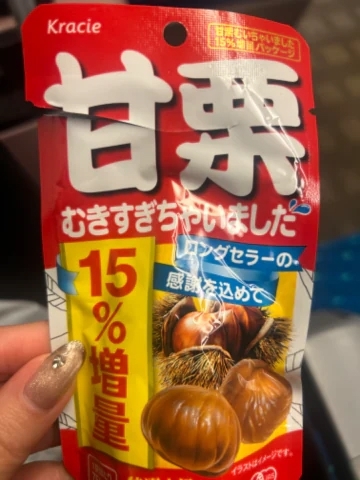 Kracie
甘栗むいちゃいました
15%増量パッケージ
甘栗
むきすぎちゃいました
ロングセラーの
感謝を込めて
15%増量
イラストはイメージです。